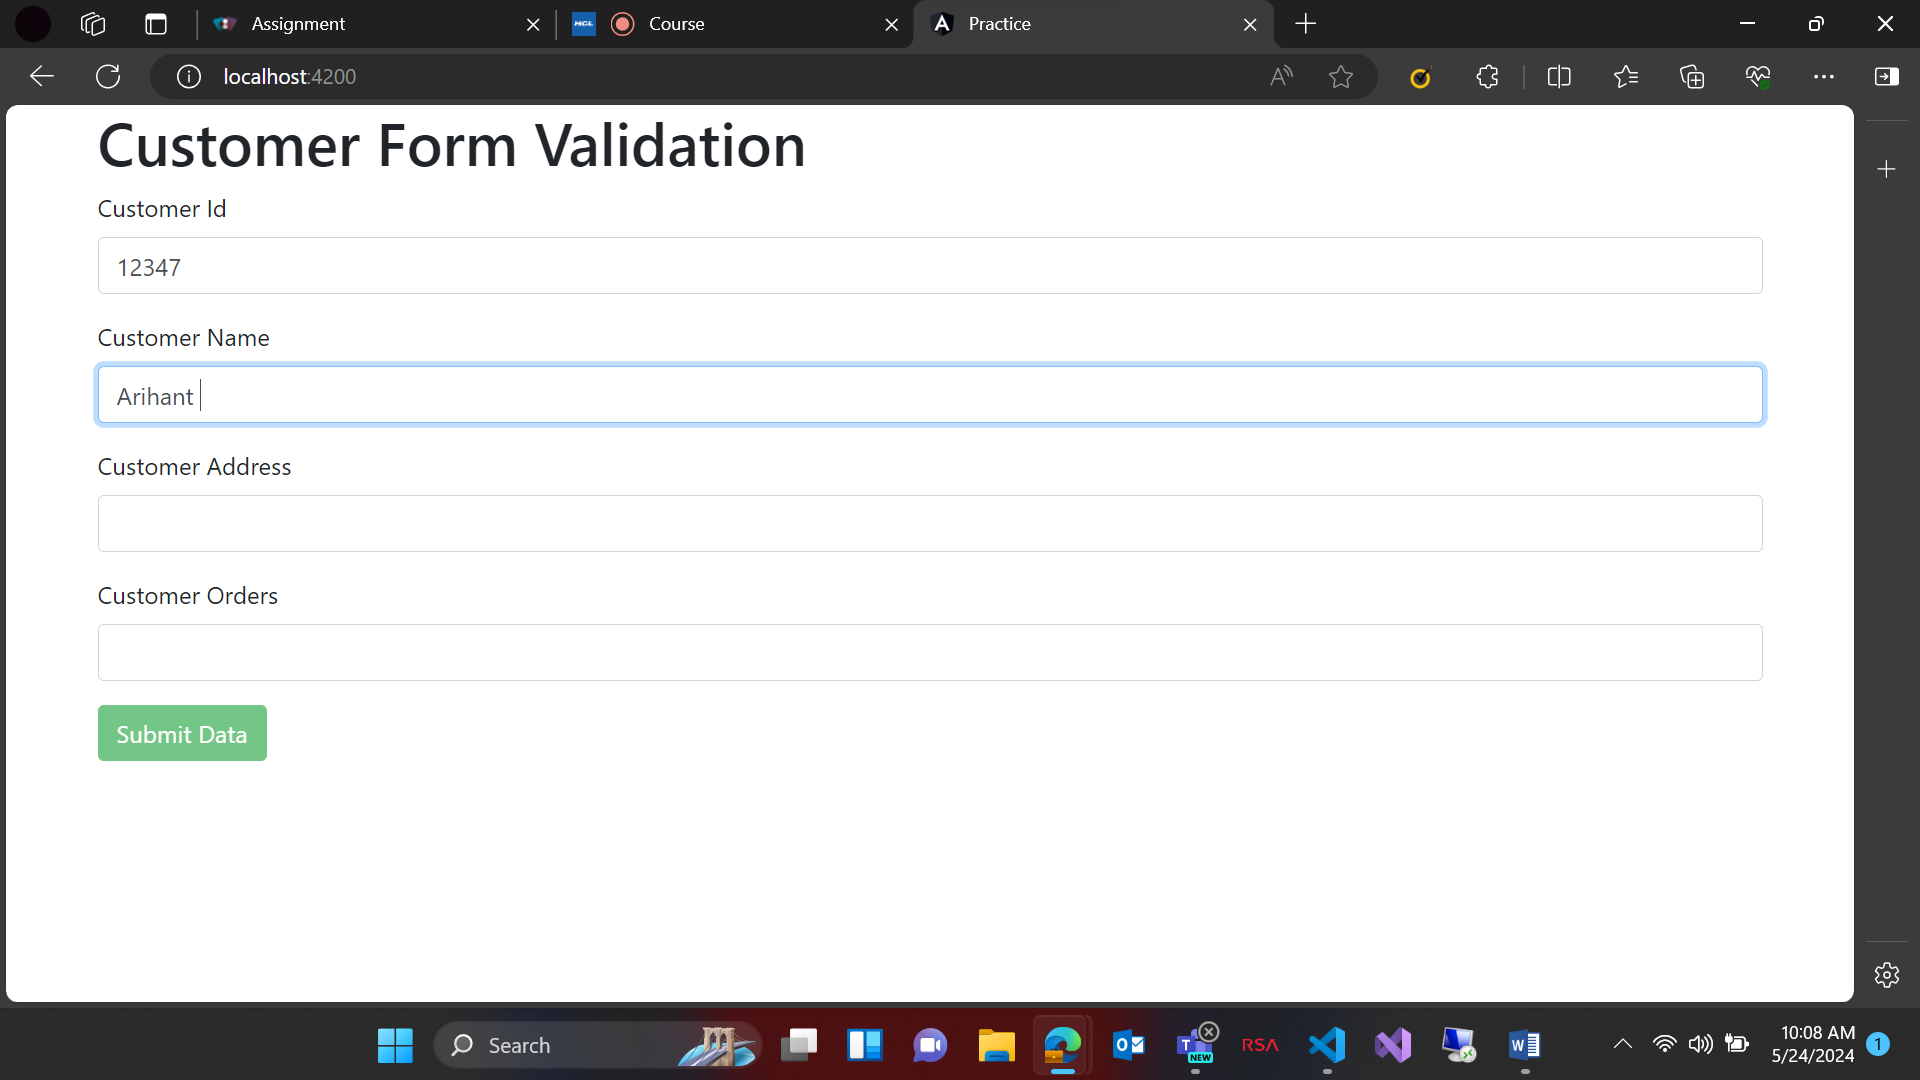 Assignment
HCL
Course
Practice
localhost:4200
Customer Form Validation
Customer Id
12347
Customer Name
Arihant
Customer Address
Customer Orders
Submit Data
Search
NEW
RSA
10:08 AM
5/24/2024
1